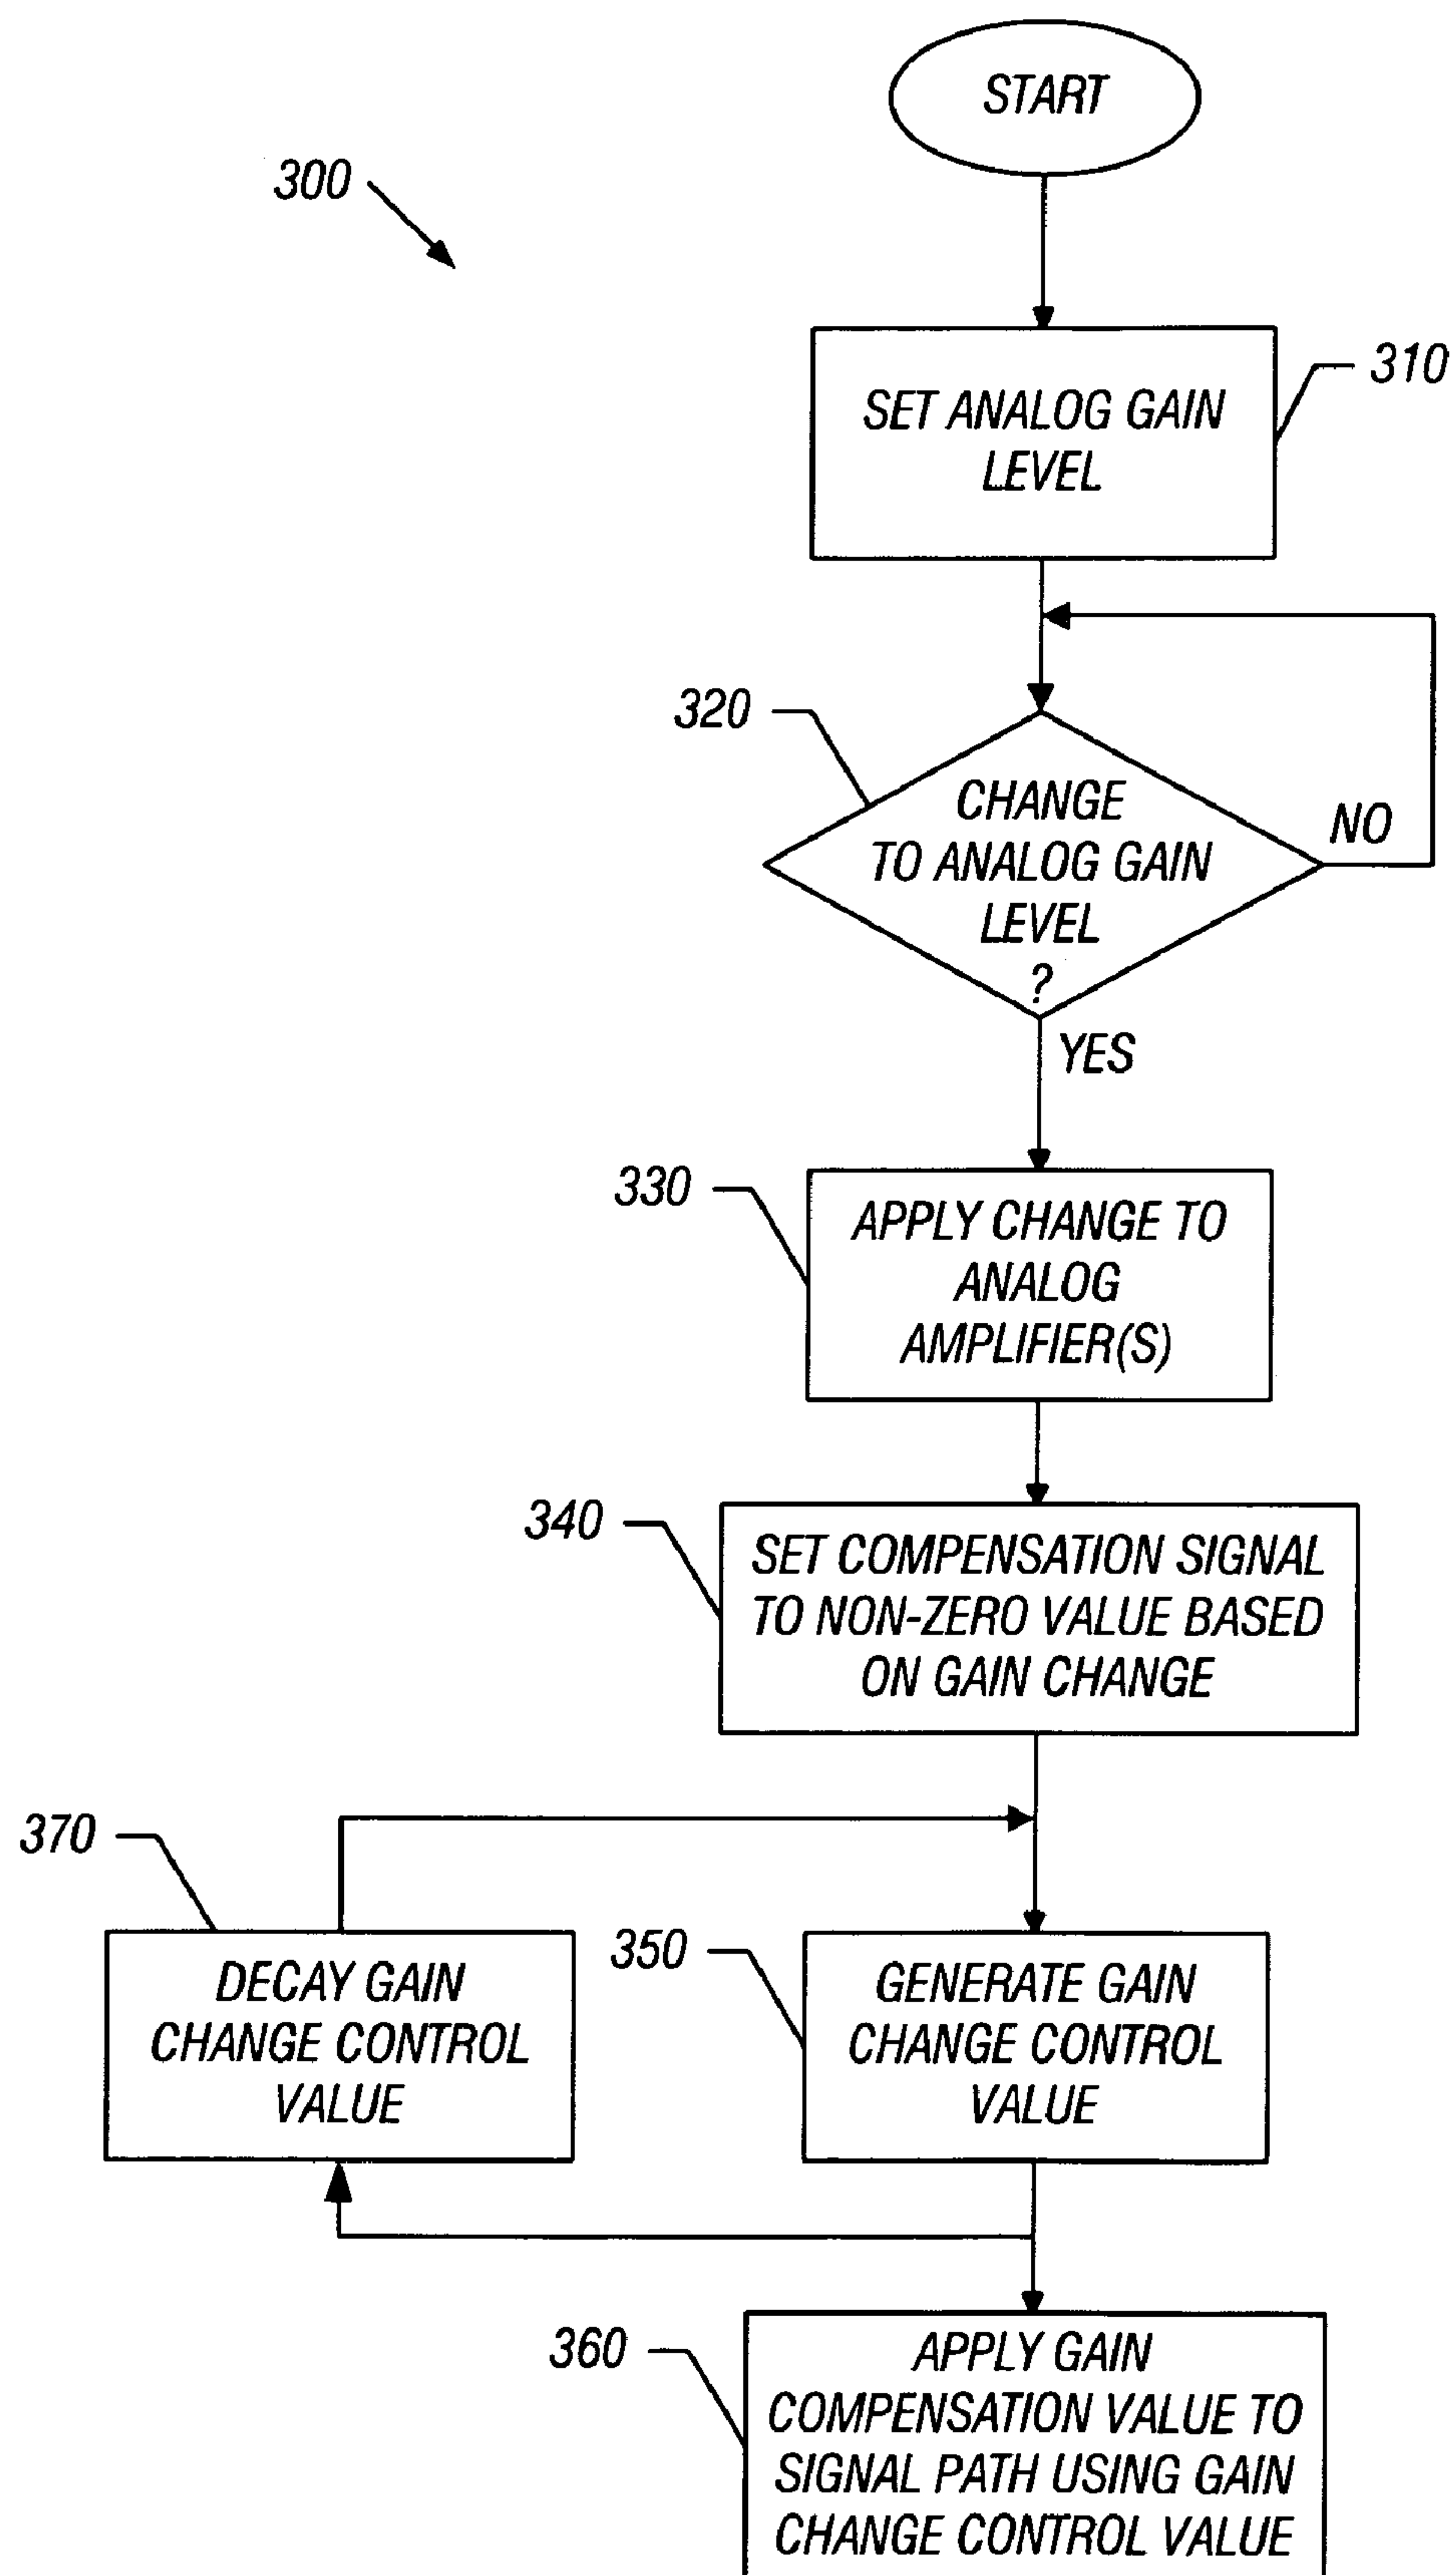 START
300
310
SET ANALOG GAIN
LEVEL
320
CHANGE
TO ANALOG GAIN
LEVEL
?
NO
YES
330
APPLY CHANGE TO
ANALOG
AMPLIFIER(S)
340
SET COMPENSATION SIGNAL
TO NON-ZERO VALUE BASED
ON GAIN CHANGE
370
DECAY GAIN
CHANGE CONTROL
VALUE
350
GENERATE GAIN
CHANGE CONTROL
VALUE
360
APPLY GAIN
COMPENSATION VALUE TO
SIGNAL PATH USING GAIN
CHANGE CONTROL VALUE